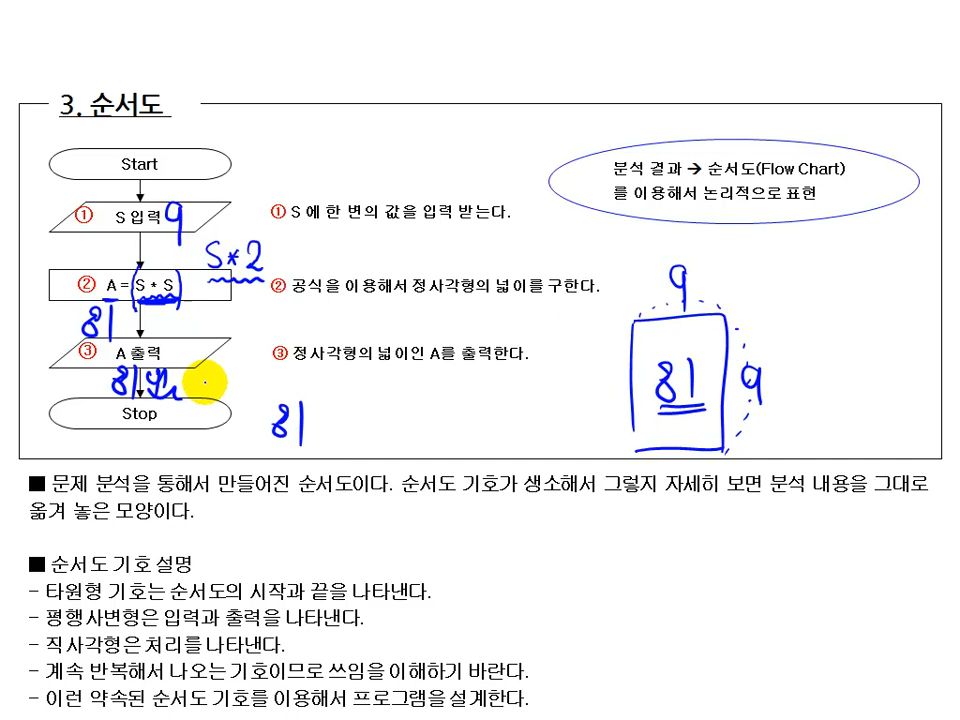 3. 순서도
Start
① S 입력 9
① S 에 한 변의 값을 입력 받는다.
분석 결과 → 순서도(Flow Chart)
를 이용해서 논리적으로 표현
S*2
② A = (S * S)
② 공식을 이용해서 정사각형의 넓이를 구한다.
81
9
③ A 출력
③ 정사각형의 넓이인 A를 출력한다.
81
81
9
Stop
81
■ 문제 분석을 통해서 만들어진 순서도이다. 순서도 기호가 생소해서 그렇지 자세히 보면 분석 내용을 그대로
옮겨 놓은 모양이다.
■ 순서도 기호 설명
- 타원형 기호는 순서도의 시작과 끝을 나타낸다.
- 평행사변형은 입력과 출력을 나타낸다.
- 직사각형은 처리를 나타낸다.
- 계속 반복해서 나오는 기호이므로 쓰임을 이해하기 바란다.
- 이런 약속된 순서도 기호를 이용해서 프로그램을 설계한다.